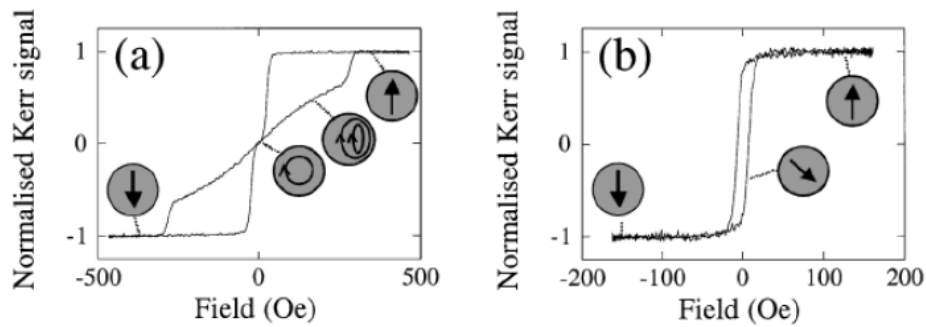 (a)
Normalised Kerr signal
1
0
-1
-500
0
500
Field (Oe)
(b)
Normalised Kerr signal
1
0
-1
-200
-100
0
100
200
Field (Oe)